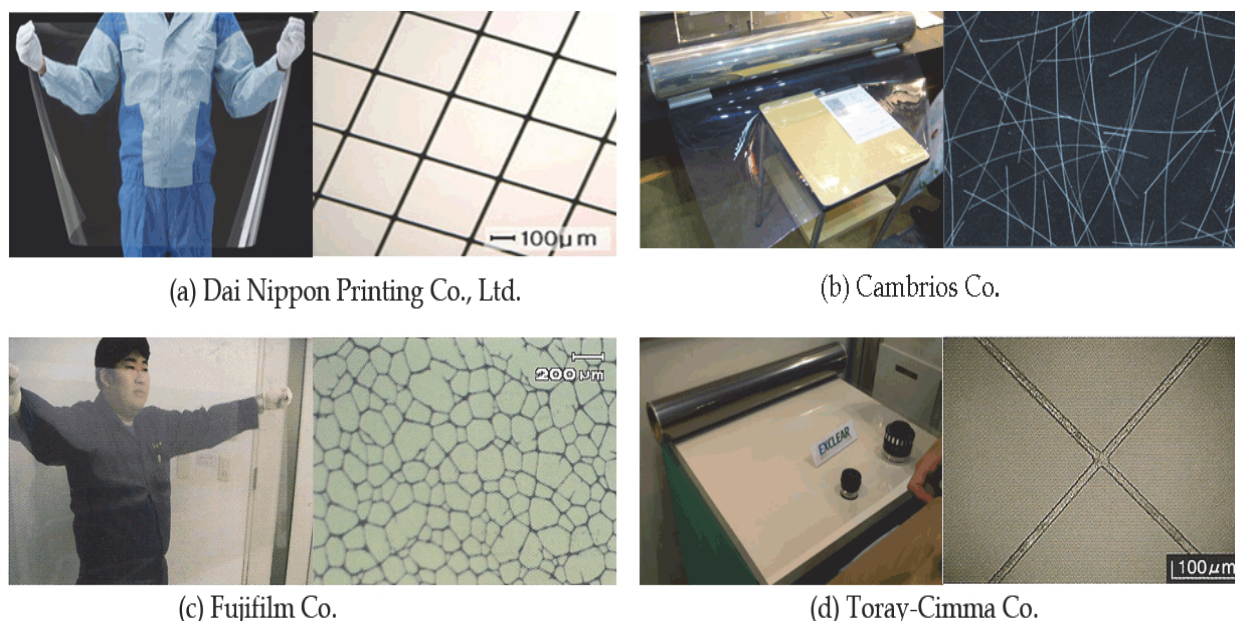 100μm
(a) Dai Nippon Printing Co., Ltd.
(b) Cambrios Co.
200μm
(c) Fujifilm Co.
EXCLEAR
100μm
(d) Toray-Cimma Co.